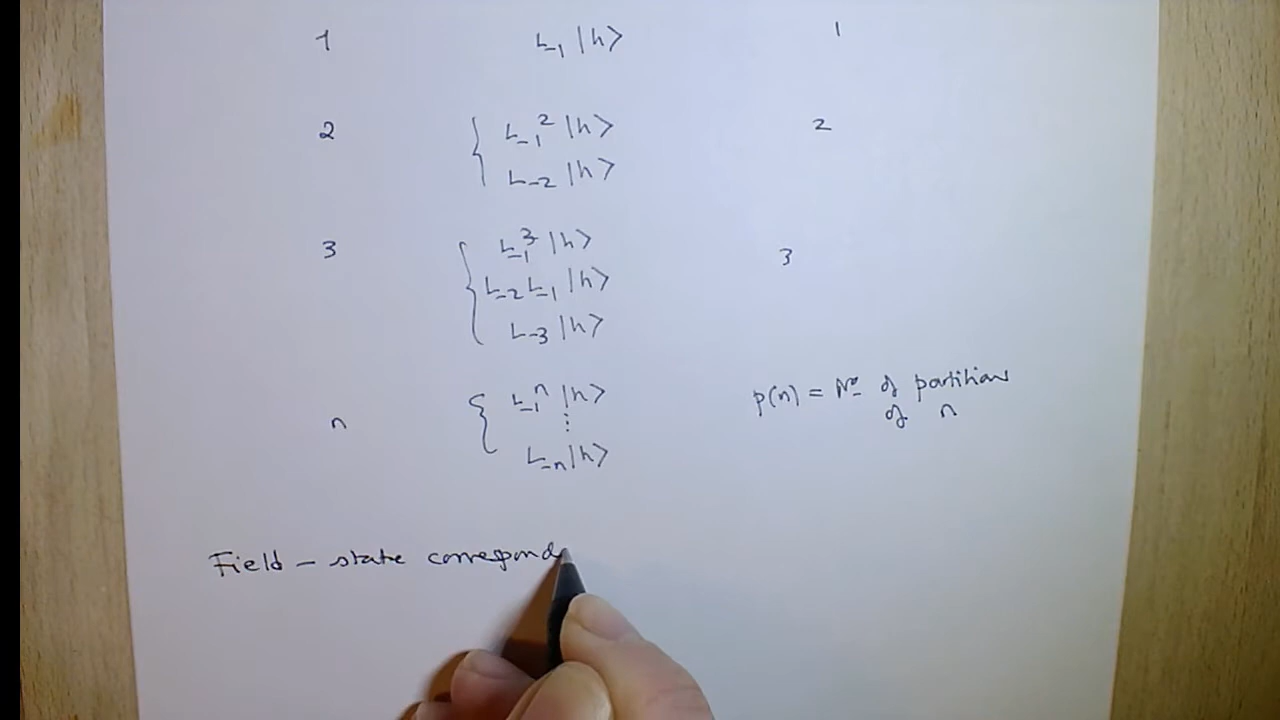 1 L₋₁ |h> 1
2 { L₋₁² |h> 2
L₋₂ |h>
3 { L₋₁³ |h> 3
L₋₂ L₋₁ |h>
L₋₃ |h>
n { L₋₁ⁿ |h> p(n) = Nº of partitions
⋮ of n
L₋ₙ |h>
Field – state correspond